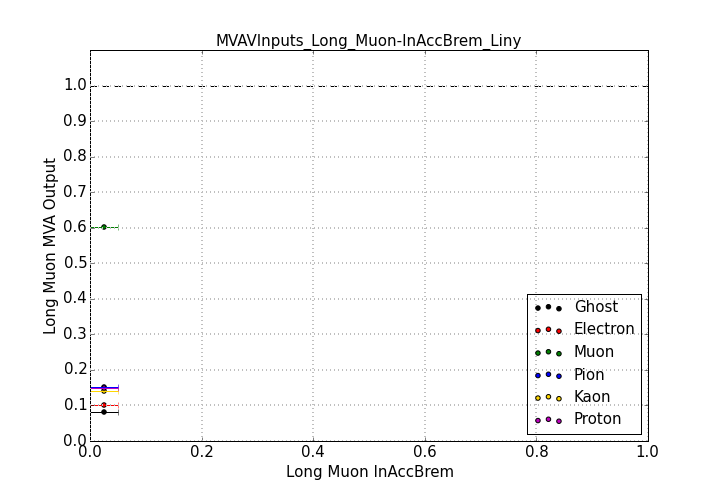 MVAVInputs_Long_Muon-InAccBrem_Liny
Long Muon MVA Output
1.0
0.9
0.8
0.7
0.6
0.5
0.4
0.3
0.2
0.1
0.0
0.0 0.2 0.4 0.6 0.8 1.0
Long Muon InAccBrem
Ghost
Electron
Muon
Pion
Kaon
Proton